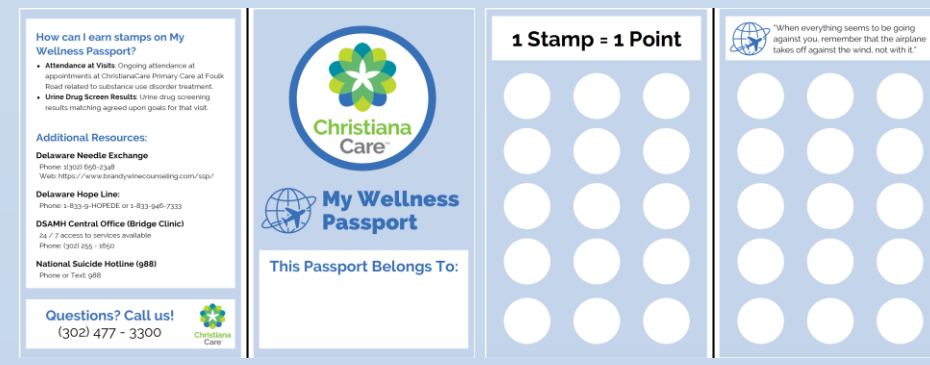 How can I earn stamps on My
Wellness Passport?
• Attendance at Visits: Ongoing attendance at
appointments at ChristianaCare Primary Care at Foulk
Road related to substance use disorder treatment.
• Urine Drug Screen Results: Urine drug screening
results matching agreed upon goals for that visit.
Additional Resources:
Delaware Needle Exchange
Phone: 1(302) 656-2348
Web: https://www.brandywinecounseling.com/ssp/
Delaware Hope Line:
Phone: 1-833-9-HOPEDE or 1-833-946-7333
DSAMH Central Office (Bridge Clinic)
24 / 7 access to services available
Phone: (302) 255 - 1650
National Suicide Hotline (988)
Phone or Text: 988
Questions? Call us!
(302) 477 - 3300
Christiana
Care
Christiana
Care™
My Wellness
Passport
This Passport Belongs To:
1 Stamp = 1 Point
"When everything seems to be going
against you, remember that the airplane
takes off against the wind, not with it."